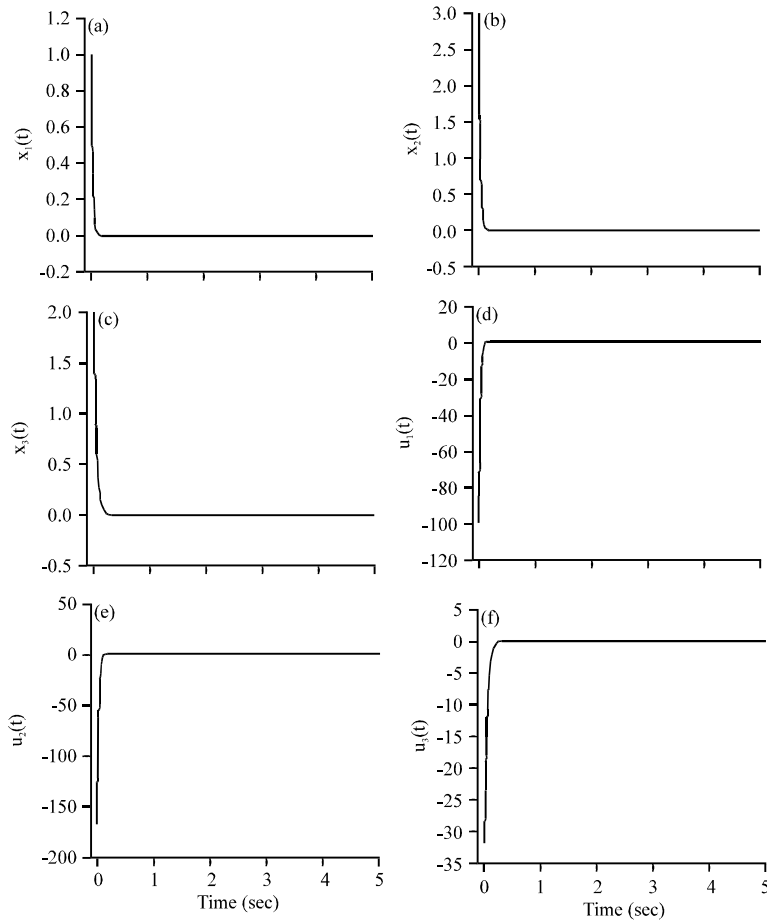 (a)
1.2
1.0
0.8
0.6
0.4
0.2
0.0
-0.2
x₁(t)
(b)
3.0
2.5
2.0
1.5
1.0
0.5
0.0
-0.5
x₂(t)
(c)
2.0
1.5
1.0
0.5
0.0
-0.5
x₃(t)
(d)
20
0
-20
-40
-60
-80
-100
-120
u₁(t)
(e)
50
0
-50
-100
-150
-200
u₂(t)
0 1 2 3 4 5
Time (sec)
(f)
5
0
-5
-10
-15
-20
-25
-30
-35
u₃(t)
0 1 2 3 4 5
Time (sec)